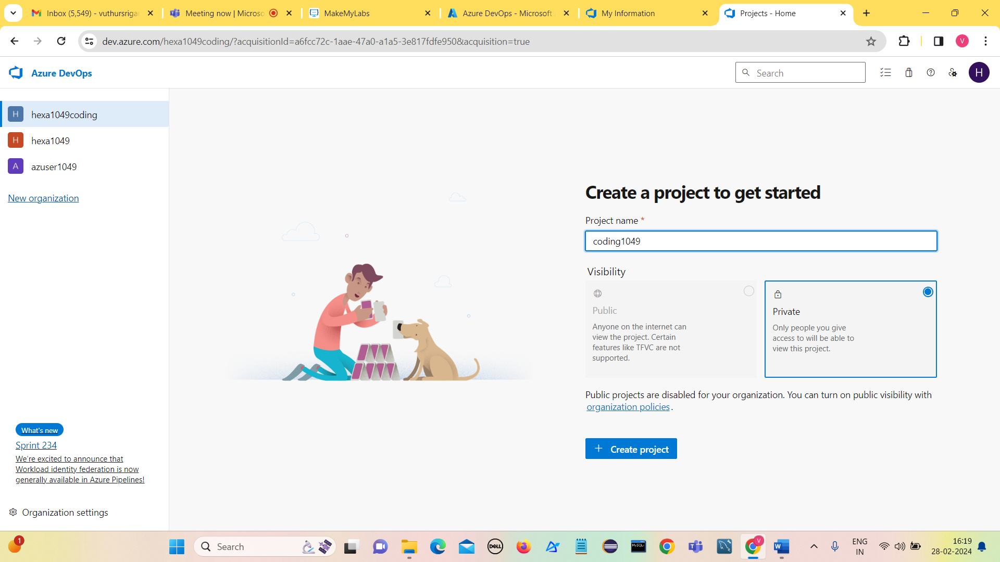 Inbox (5,549) - vuthursriga
Meeting now | Microso
MakeMyLabs
Azure DevOps - Microsoft
My Information
Projects - Home
dev.azure.com/hexa1049coding/?acquisitionId=a6fcc72c-1aae-47a0-a1a5-3e817fdfe950&acquisition=true
V
Azure DevOps
Search
H
H hexa1049coding
H hexa1049
A azuser1049
New organization
Create a project to get started
Project name *
coding1049
Visibility
Public
Anyone on the internet can
view the project. Certain
features like TFVC are not
supported.
Private
Only people you give
access to will be able to
view this project.
Public projects are disabled for your organization. You can turn on public visibility with
organization policies.
+ Create project
What's new
Sprint 234
We're excited to announce that
Workload identity federation is now
generally available in Azure Pipelines!
Organization settings
1
Search
DELL
MySQL
V
W
ENG
IN
16:19
28-02-2024